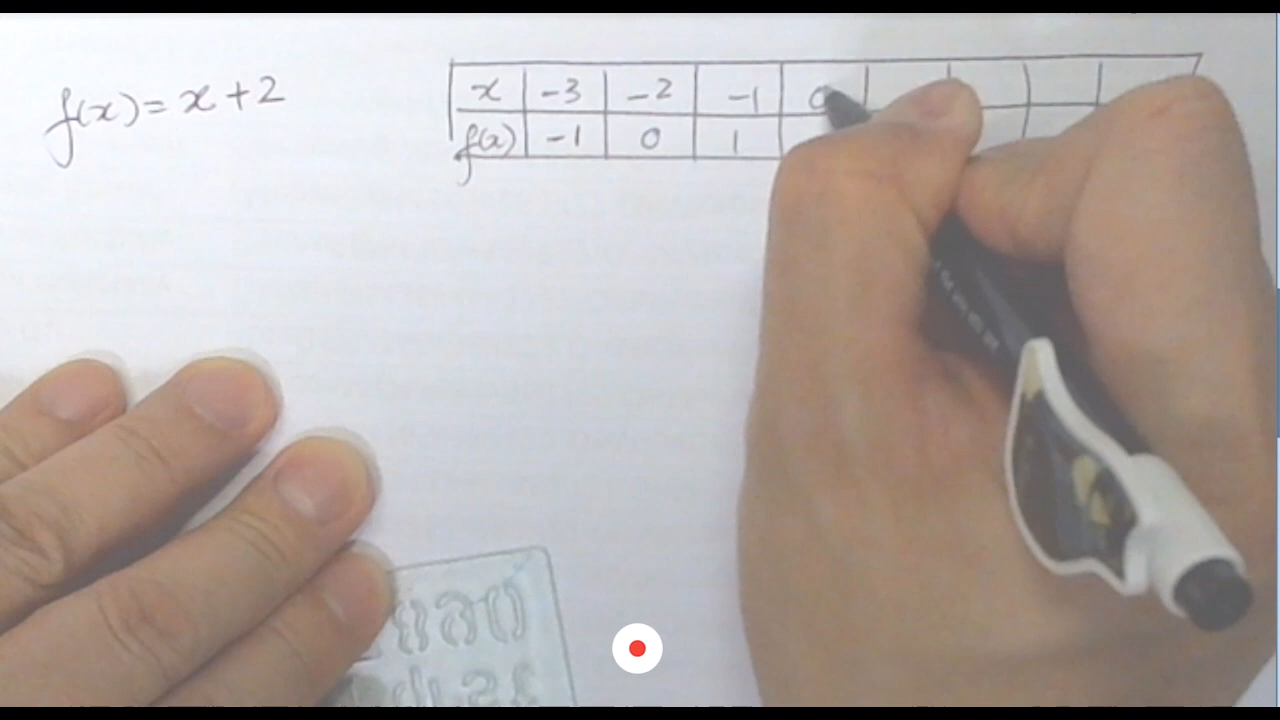 f(x) = x + 2
x -3 -2 -1 0
f(x) -1 0 1